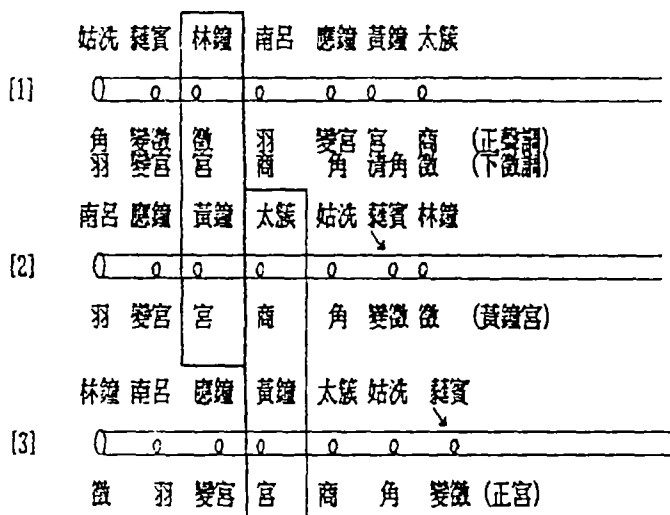 姑洗 蕤賓 林鐘 南呂 應鐘 黃鐘 太簇
[1]
角 變徵 徵 羽 變宮 宮 商 (正聲調)
羽 變宮 宮 商 角 清角 徵 (下徵調)
南呂 應鐘 黃鐘 太簇 姑洗 蕤賓 林鐘
[2]
羽 變宮 宮 商 角 變徵 徵 (黃鐘宮)
林鐘 南呂 應鐘 黃鐘 太簇 姑洗 蕤賓
[3]
徵 羽 變宮 宮 商 角 變徵 (正宮)